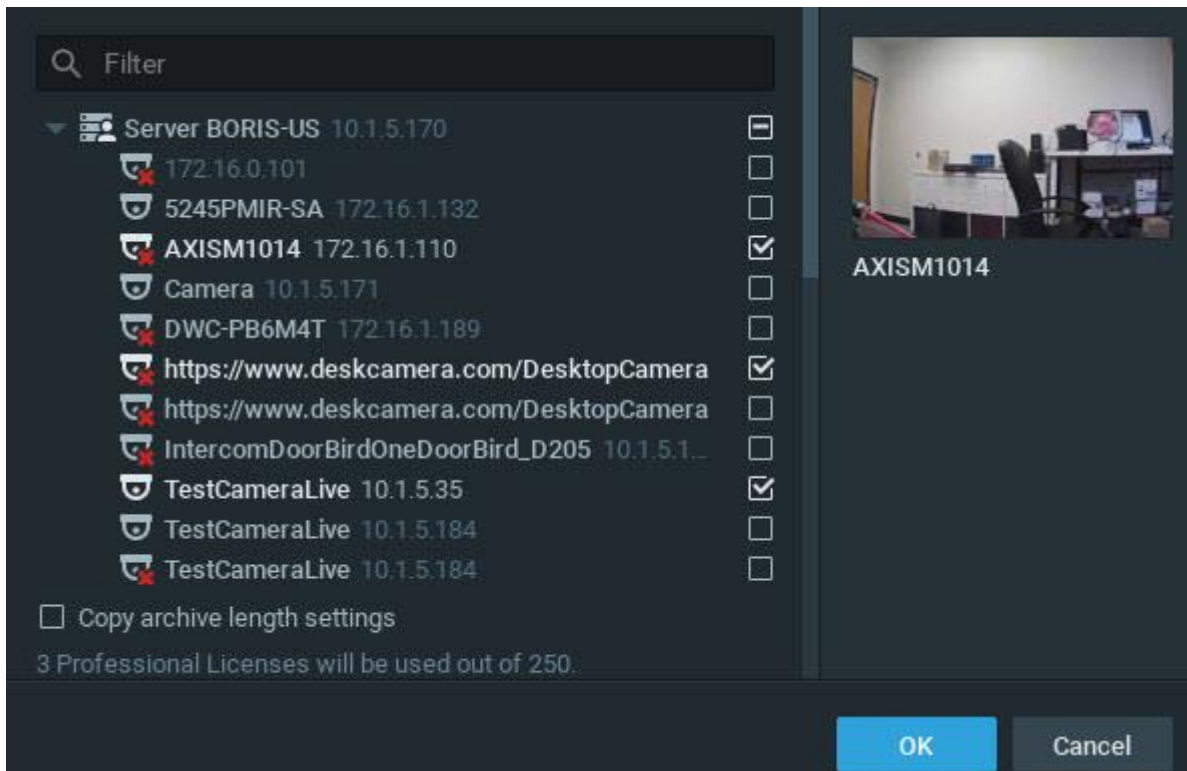 Filter
Server BORIS-US 10.1.5.170
172.16.0.101
5245PMIR-SA 172.16.1.132
AXISM1014 172.16.1.110
Camera 10.1.5.171
DWC-PB6M4T 172.16.1.189
https://www.deskcamera.com/DesktopCamera
https://www.deskcamera.com/DesktopCamera
IntercomDoorBirdOneDoorBird_D205 10.1.5.1...
TestCameraLive 10.1.5.35
TestCameraLive 10.1.5.184
TestCameraLive 10.1.5.184
Copy archive length settings
3 Professional Licenses will be used out of 250.
AXISM1014
OK
Cancel